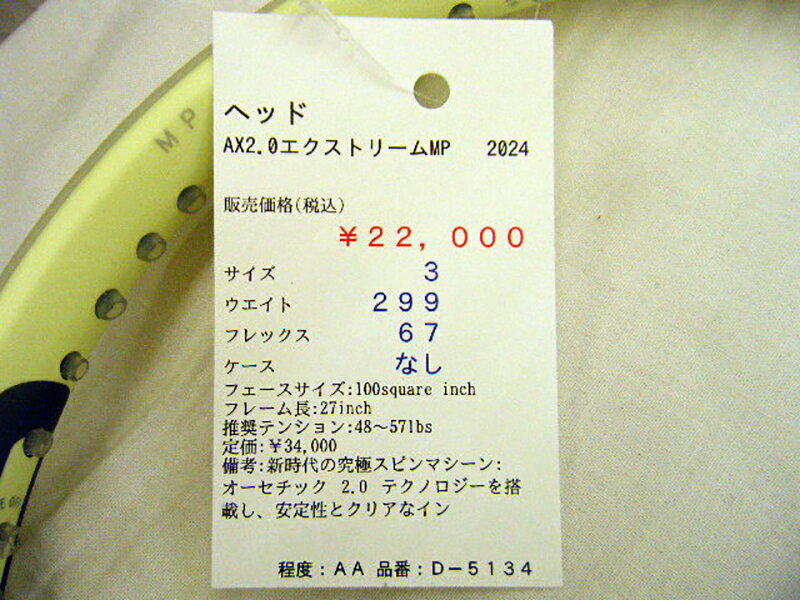 MP
ヘッド
AX2.0エクストリームMP 2024
販売価格(税込)
￥２２，０００
サイズ ３
ウエイト ２９９
フレックス ６７
ケース なし
フェースサイズ:100square inch
フレーム長:27inch
推奨テンション:48～57lbs
定価:￥34,000
備考:新時代の究極スピンマシーン:
オーセチック 2.0 テクノロジーを搭
載し、安定性とクリアなイン
程度：ＡＡ 品番：Ｄ－５１３４